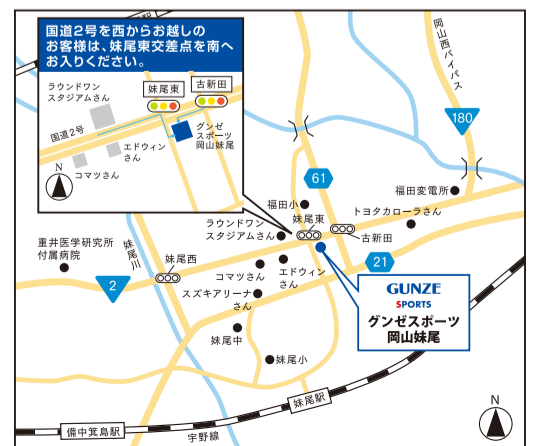 国道2号を西からお越しの
お客様は、妹尾東交差点を南へ
お入りください。
妹尾東
古新田
ラウンドワン
スタジアムさん
国道2号
グンゼ
スポーツ
岡山妹尾
エドウィン
さん
コマツさん
N
岡山西バイパス
180
61
福田変電所
福田小
妹尾東
トヨタカローラさん
ラウンドワン
スタジアムさん
古新田
重井医学研究所
付属病院
妹尾川
妹尾西
21
2
コマツさん
エドウィン
さん
スズキアリーナ
さん
GUNZE
SPORTS
グンゼスポーツ
岡山妹尾
妹尾中
妹尾小
妹尾駅
備中箕島駅
宇野線
N